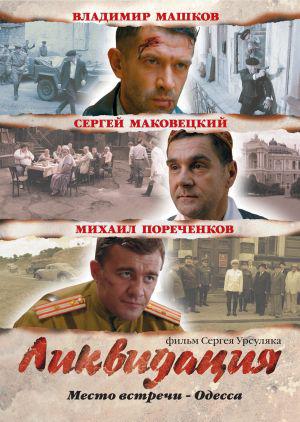 ВЛАДИМИР МАШКОВ
СЕРГЕЙ МАКОВЕЦКИЙ
МИХАИЛ ПОРЕЧЕНКОВ
фильм Сергея Урсуляка
Ликвидация
Место встречи - Одесса